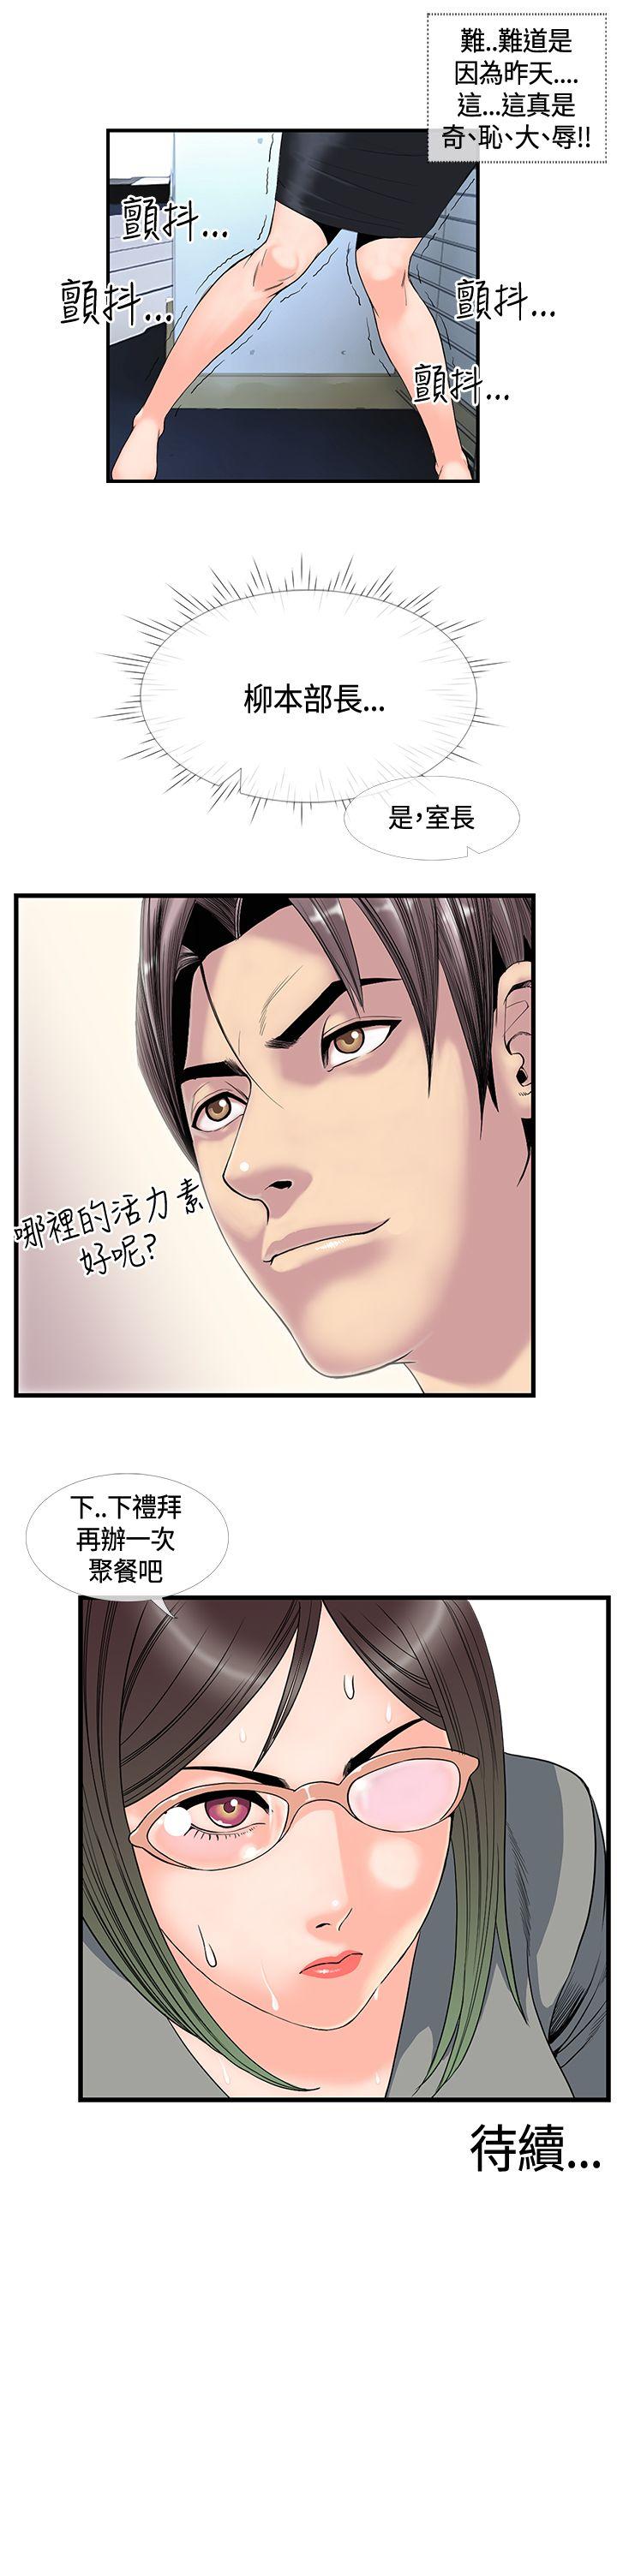 難..難道是
因為昨天....
這...這真是
奇、恥、大、辱!!
顫抖...
顫抖...
顫抖...
顫抖...
柳本部長...
是,室長
哪裡的活力素
好呢?
下..下禮拜
再辦一次
聚餐吧
待續...